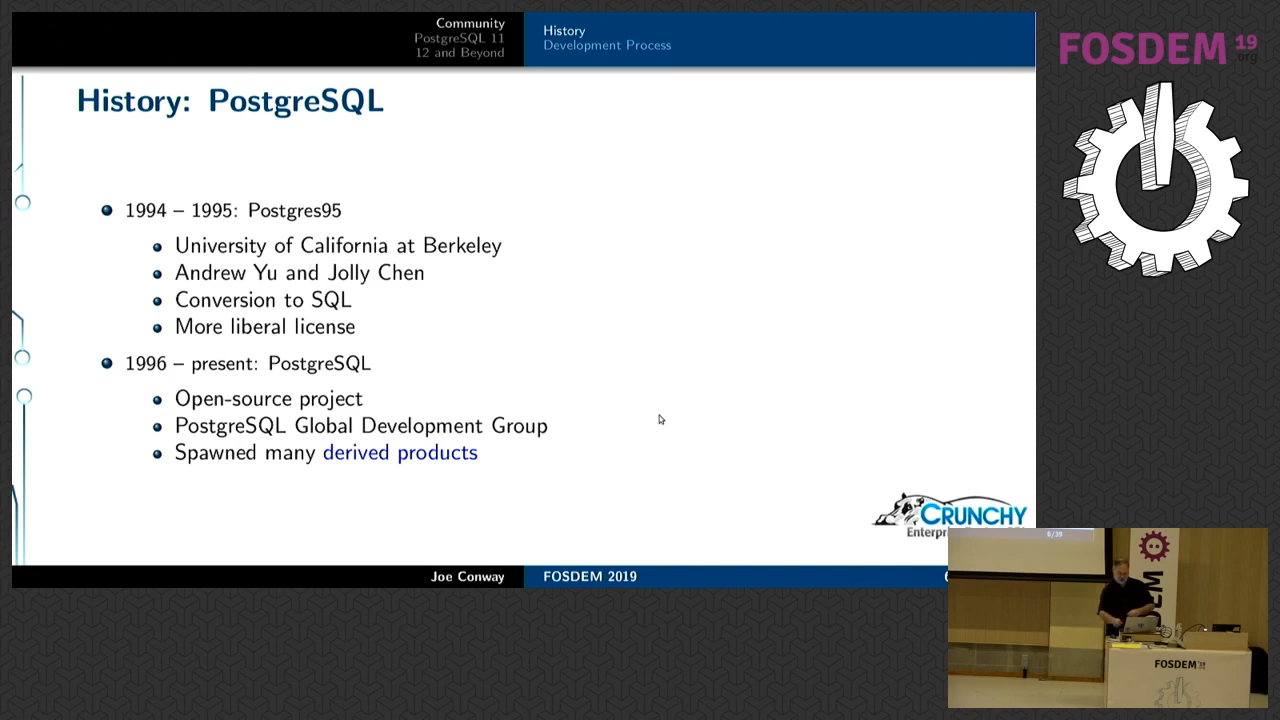 Community
PostgreSQL 11
12 and Beyond
History
Development Process
FOSDEM 19
.org
History: PostgreSQL
1994 – 1995: Postgres95
University of California at Berkeley
Andrew Yu and Jolly Chen
Conversion to SQL
More liberal license
1996 – present: PostgreSQL
Open-source project
PostgreSQL Global Development Group
Spawned many derived products
CRUNCHY
Joe Conway
FOSDEM 2019
6/39
FOSDEM